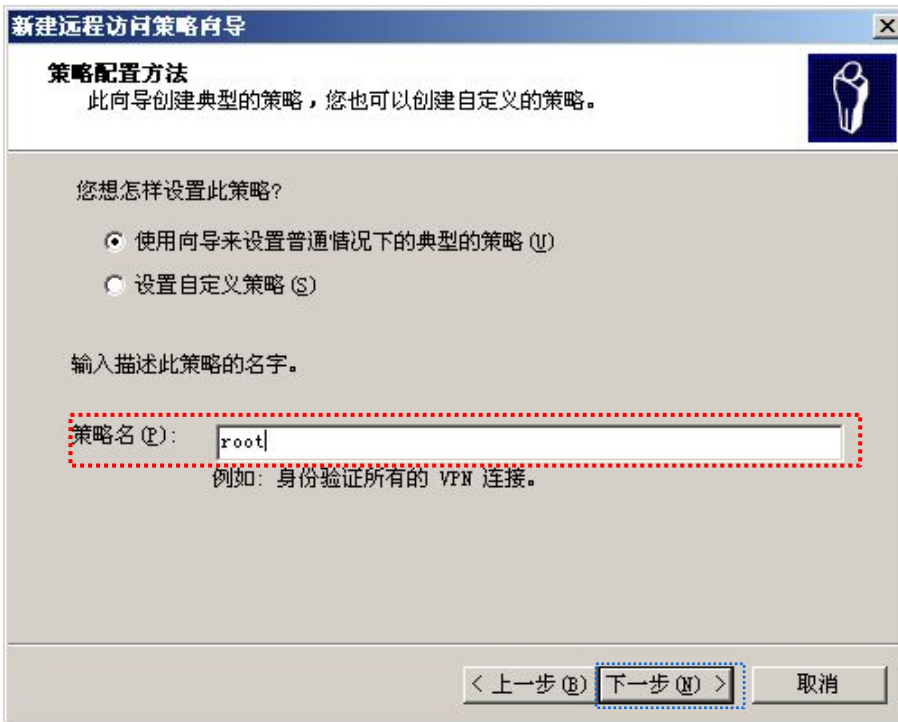 新建远程访问策略向导
策略配置方法
此向导创建典型的策略，您也可以创建自定义的策略。
您想怎样设置此策略?
使用向导来设置普通情况下的典型的策略(U)
设置自定义策略(S)
输入描述此策略的名字。
策略名(P): root
例如: 身份验证所有的 VPN 连接。
< 上一步(B) 下一步(N) > 取消